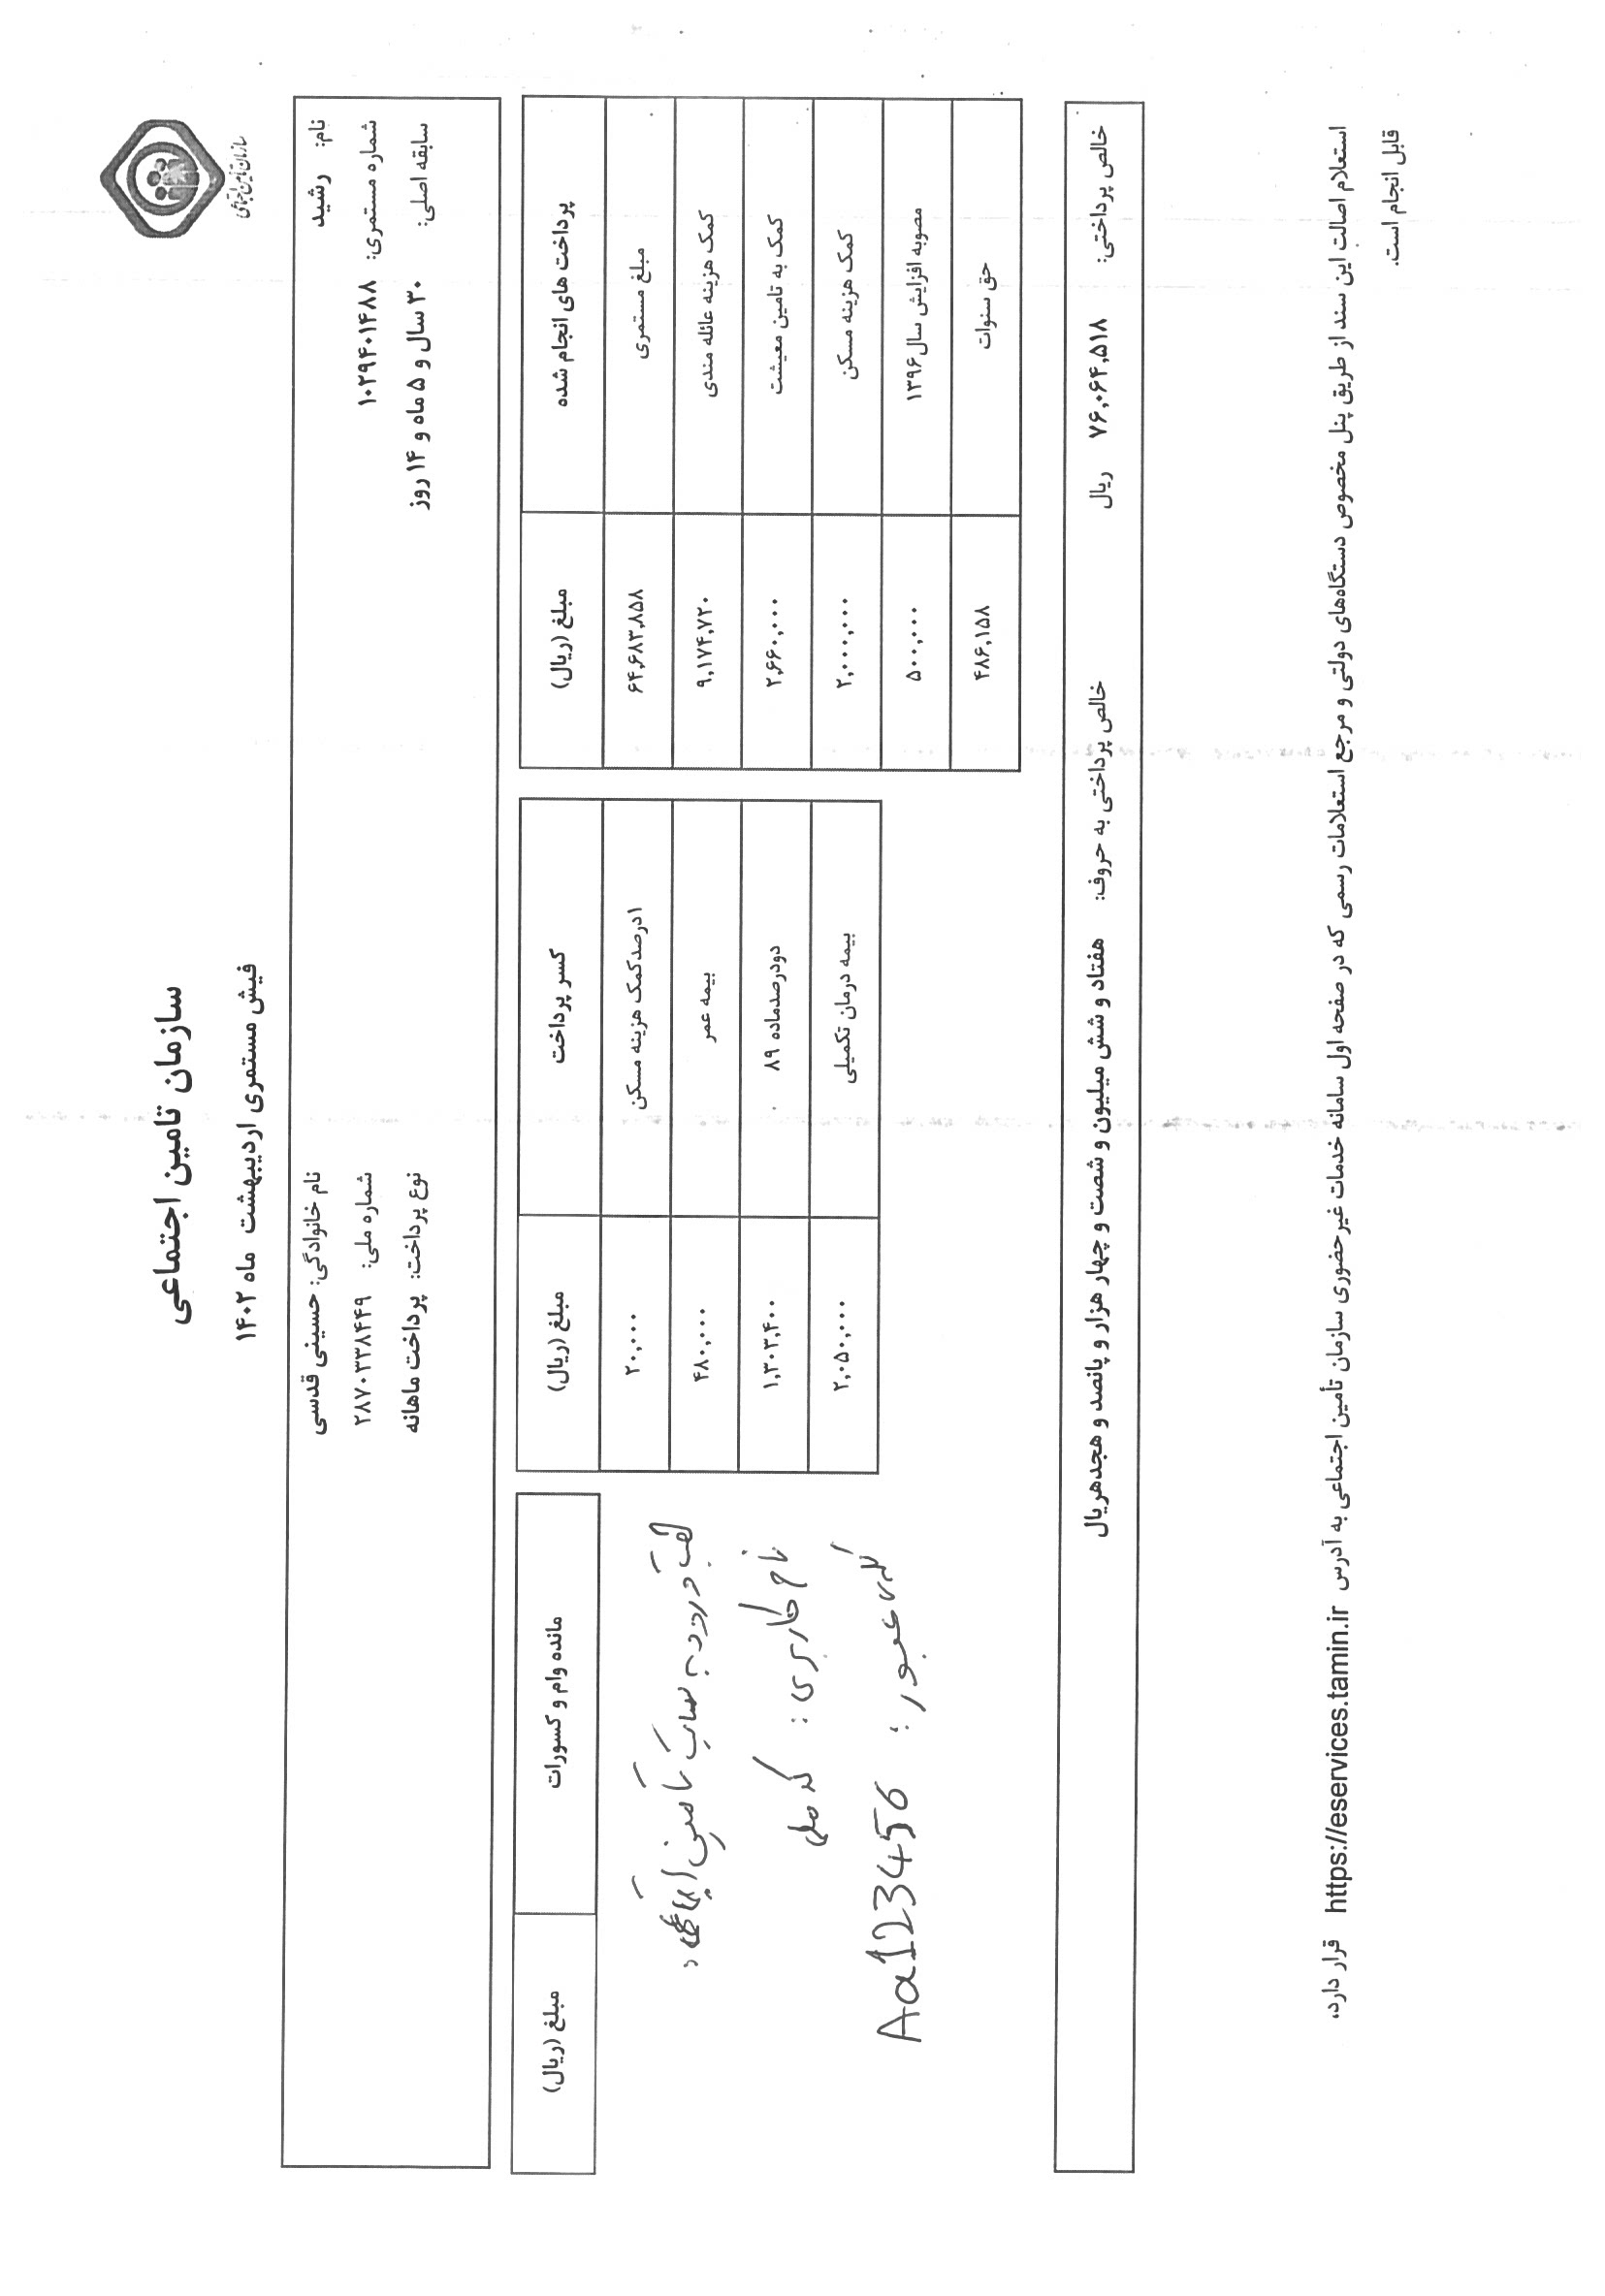 سازمان تامین اجتماعی
سازمان تأمین اجتماعی
فیش مستمری اردیبهشت ماه ۱۴۰۲
نام: رشید
نام خانوادگی: حسینی قدسی
شماره مستمری: ۱۰۲۹۴۰۱۴۸۸
شماره ملی: ۲۸۷۰۳۳۸۴۴۹
سابقه اصلی: ۳۰ سال و ۵ ماه و ۱۴ روز
نوع پرداخت: پرداخت ماهانه
پرداخت های انجام شده مبلغ (ریال)
مبلغ مستمری ۶۴,۶۸۳,۸۵۸
کمک هزینه عائله مندی ۹,۱۷۴,۷۲۰
کمک به تامین معیشت ۲,۶۶۰,۰۰۰
کمک هزینه مسکن ۲,۰۰۰,۰۰۰
مصوبه افزایش سال۱۳۹۶ ۵۰۰,۰۰۰
حق سنوات ۴۸۶,۱۵۸
کسر پرداخت مبلغ (ریال)
۱درصدکمک هزینه مسکن ۲۰,۰۰۰
بیمه عمر ۴۸۰,۰۰۰
دودرصدماده ۸۹ ۱,۳۰۳,۴۰۰
بیمه درمان تکمیلی ۲,۰۵۰,۰۰۰
مانده وام و کسورات مبلغ (ریال)
ورود به سایت تامین اجتماعی:
نام کاربری: کد ملی
کلمه عبور: Aa123456
خالص پرداختی: ۷۶,۰۶۴,۵۱۸ ریال خالص پرداختی به حروف: هفتاد و شش میلیون و شصت و چهار هزار و پانصد و هجدهریال
استعلام اصالت این سند از طریق پنل مخصوص دستگاه‌های دولتی و مرجع استعلامات رسمی که در صفحه اول سامانه خدمات غیرحضوری سازمان تأمین اجتماعی به آدرس https://eservices.tamin.ir قرار دارد،
قابل انجام است.